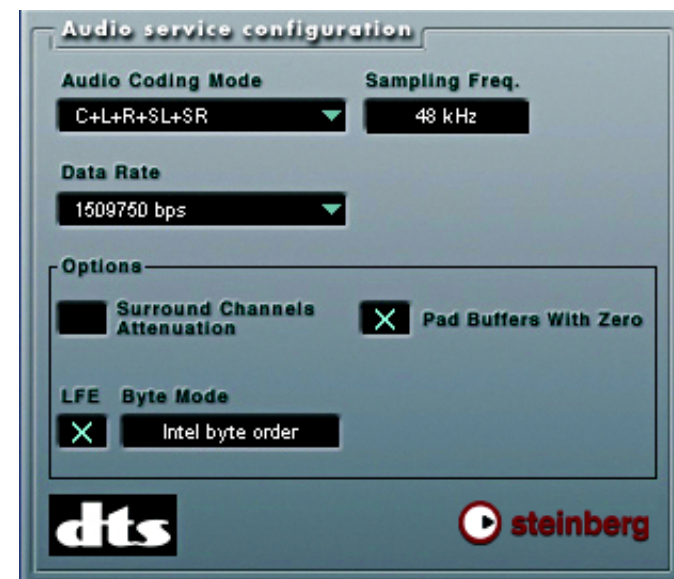 Audio service configuration
Audio Coding Mode
Sampling Freq.
C+L+R+SL+SR
48 kHz
Data Rate
1509750 bps
Options
Surround Channels
Attenuation
Pad Buffers With Zero
LFE
Byte Mode
Intel byte order
dts
steinberg